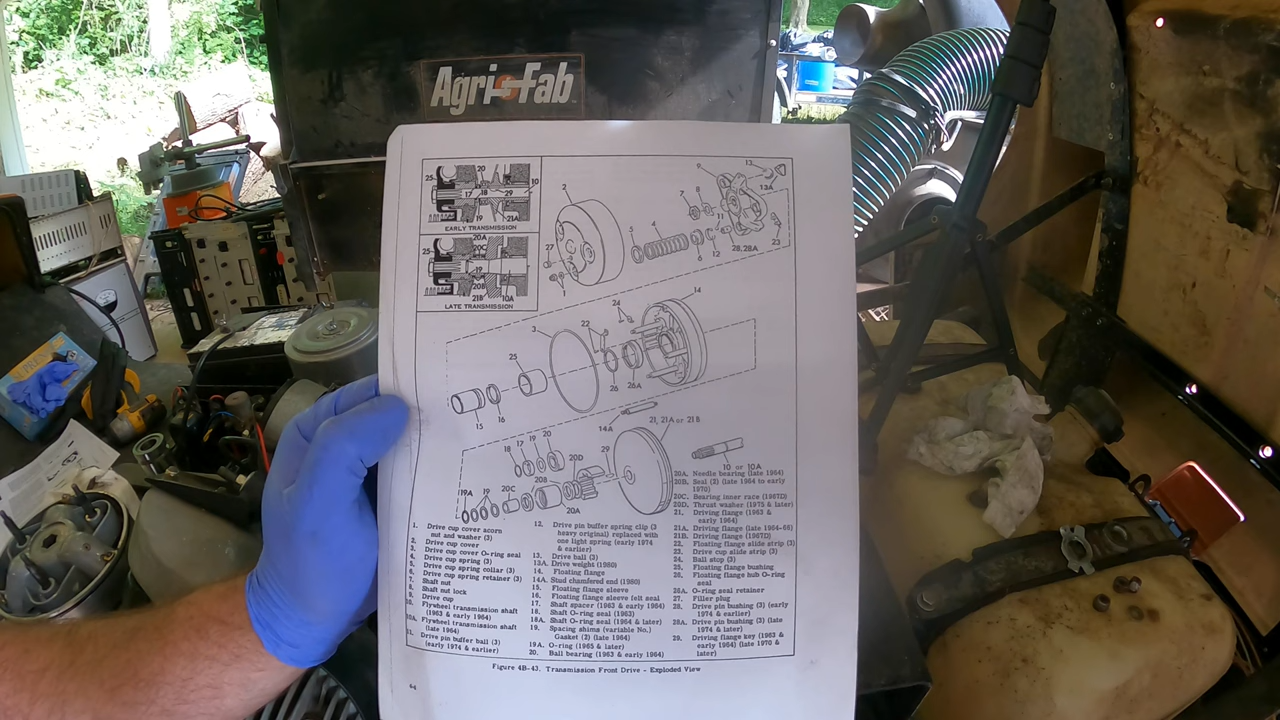 Agri-Fab
EARLY TRANSMISSION
LATE TRANSMISSION
21, 21A or 21B
10 or 10A
28, 28A
1. Drive cup cover acorn
nut and washer (3)
2. Drive cup cover
3. Drive cup cover O-ring seal
4. Drive cup spring (3)
5. Drive cup spring collar (3)
6. Drive cup spring retainer (3)
7. Shaft nut
8. Shaft nut lock
9. Drive cup
10. Flywheel transmission shaft
(1963 & early 1964)
10A. Flywheel transmission shaft
(late 1964)
11. Drive pin buffer ball (3)
(early 1974 & earlier)
12. Drive pin buffer spring clip (3
heavy original) replaced with
one light spring (early 1974
& earlier)
13. Drive ball (3)
13A. Drive weight (1980)
14. Floating flange
14A. Stud chamfered end (1980)
15. Floating flange sleeve
16. Floating flange sleeve felt seal
17. Shaft spacer (1963 & early 1964)
18. Shaft O-ring seal (1963)
18A. Shaft O-ring seal (1964 & later)
19. Spacing shims (variable No.)
Gasket (2) (late 1964)
19A. O-ring (1965 & later)
20. Ball bearing (1963 & early 1964)
20A. Needle bearing (late 1964)
20B. Seal (2) (late 1964 to early
1970)
20C. Bearing inner race (1967D)
20D. Thrust washer (1975 & later)
21. Driving flange (1963 &
early 1964)
21A. Driving flange (late 1964-66)
21B. Driving flange (1967D)
22. Floating flange slide strip (3)
23. Drive cup slide strip (3)
24. Ball stop (3)
25. Floating flange bushing
26. Floating flange hub O-ring
seal
26A. O-ring seal retainer
27. Filler plug
28. Drive pin bushing (3) (early
1974 & earlier)
28A. Drive pin bushing (3) (late
1974 & later)
29. Driving flange key (1963 &
early 1964) (late 1970 &
later)
Figure 4B-43. Transmission Front Drive - Exploded View
64